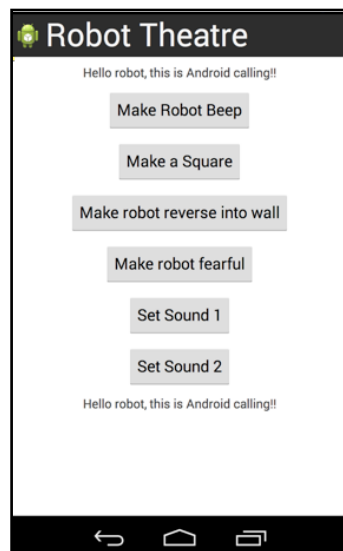 Robot Theatre
Hello robot, this is Android calling!!
Make Robot Beep
Make a Square
Make robot reverse into wall
Make robot fearful
Set Sound 1
Set Sound 2
Hello robot, this is Android calling!!